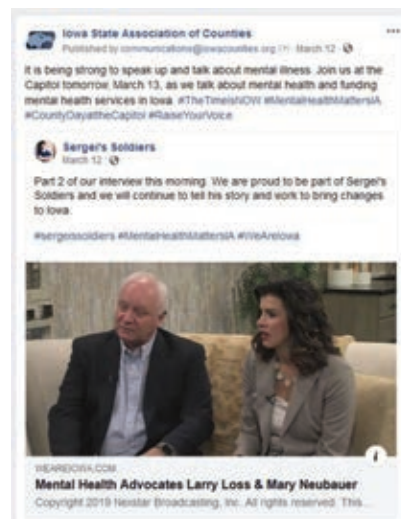 Iowa State Association of Counties
Published by communications@iowacounties.org · March 12 ·
It is being strong to speak up and talk about mental illness. Join us at the
Capitol tomorrow, March 13, as we talk about mental health and funding
mental health services in Iowa. #TheTimeIsNOW #MentalHealthMattersIA
#CountyDayattheCapitol #RaiseYourVoice
Sergei's Soldiers
March 12 ·
Part 2 of our interview this morning. We are proud to be part of Sergei's
Soldiers and we will continue to tell his story and work to bring changes
to Iowa.
#sergeissoldiers #MentalHealthMattersIA #WeAreIowa
i
WEAREIOWA.COM
Mental Health Advocates Larry Loss & Mary Neubauer
Copyright 2019 Nexstar Broadcasting, Inc. All rights reserved. This...